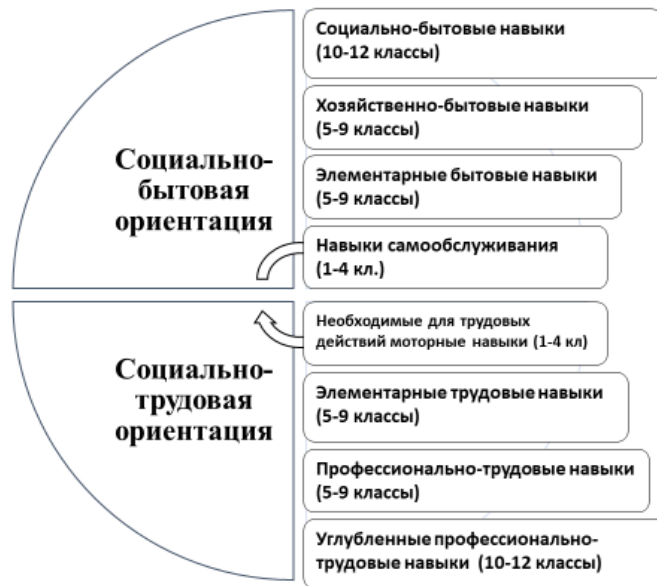 Социально-бытовые навыки
(10-12 классы)
Хозяйственно-бытовые навыки
(5-9 классы)
Социально-
бытовая
ориентация
Элементарные бытовые навыки
(5-9 классы)
Навыки самообслуживания
(1-4 кл.)
Необходимые для трудовых
действий моторные навыки (1-4 кл)
Социально-
трудовая
ориентация
Элементарные трудовые навыки
(5-9 классы)
Профессионально-трудовые навыки
(5-9 классы)
Углубленные профессионально-
трудовые навыки (10-12 классы)